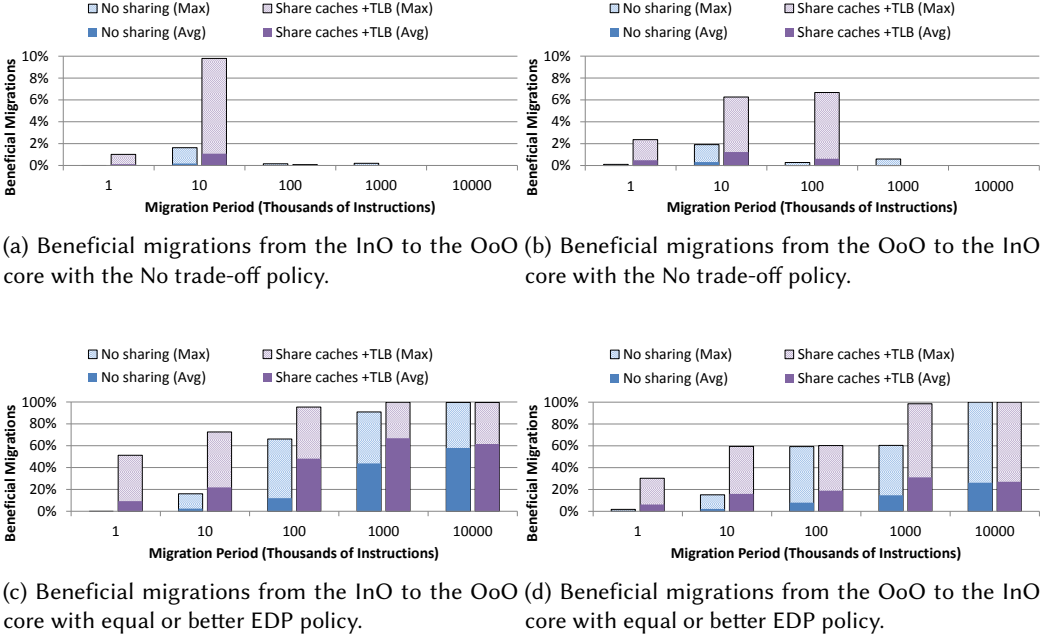 No sharing (Max) Share caches +TLB (Max)
No sharing (Avg) Share caches +TLB (Avg)
Beneficial Migrations
10%
8%
6%
4%
2%
0%
1 10 100 1000 10000
Migration Period (Thousands of Instructions)
(a) Beneficial migrations from the InO to the OoO
core with the No trade-off policy.
No sharing (Max) Share caches +TLB (Max)
No sharing (Avg) Share caches +TLB (Avg)
Beneficial Migrations
10%
8%
6%
4%
2%
0%
1 10 100 1000 10000
Migration Period (Thousands of Instructions)
(b) Beneficial migrations from the OoO to the InO
core with the No trade-off policy.
No sharing (Max) Share caches +TLB (Max)
No sharing (Avg) Share caches +TLB (Avg)
Beneficial Migrations
100%
80%
60%
40%
20%
0%
1 10 100 1000 10000
Migration Period (Thousands of Instructions)
(c) Beneficial migrations from the InO to the OoO
core with equal or better EDP policy.
No sharing (Max) Share caches +TLB (Max)
No sharing (Avg) Share caches +TLB (Avg)
Beneficial Migrations
100%
80%
60%
40%
20%
0%
1 10 100 1000 10000
Migration Period (Thousands of Instructions)
(d) Beneficial migrations from the OoO to the InO
core with equal or better EDP policy.